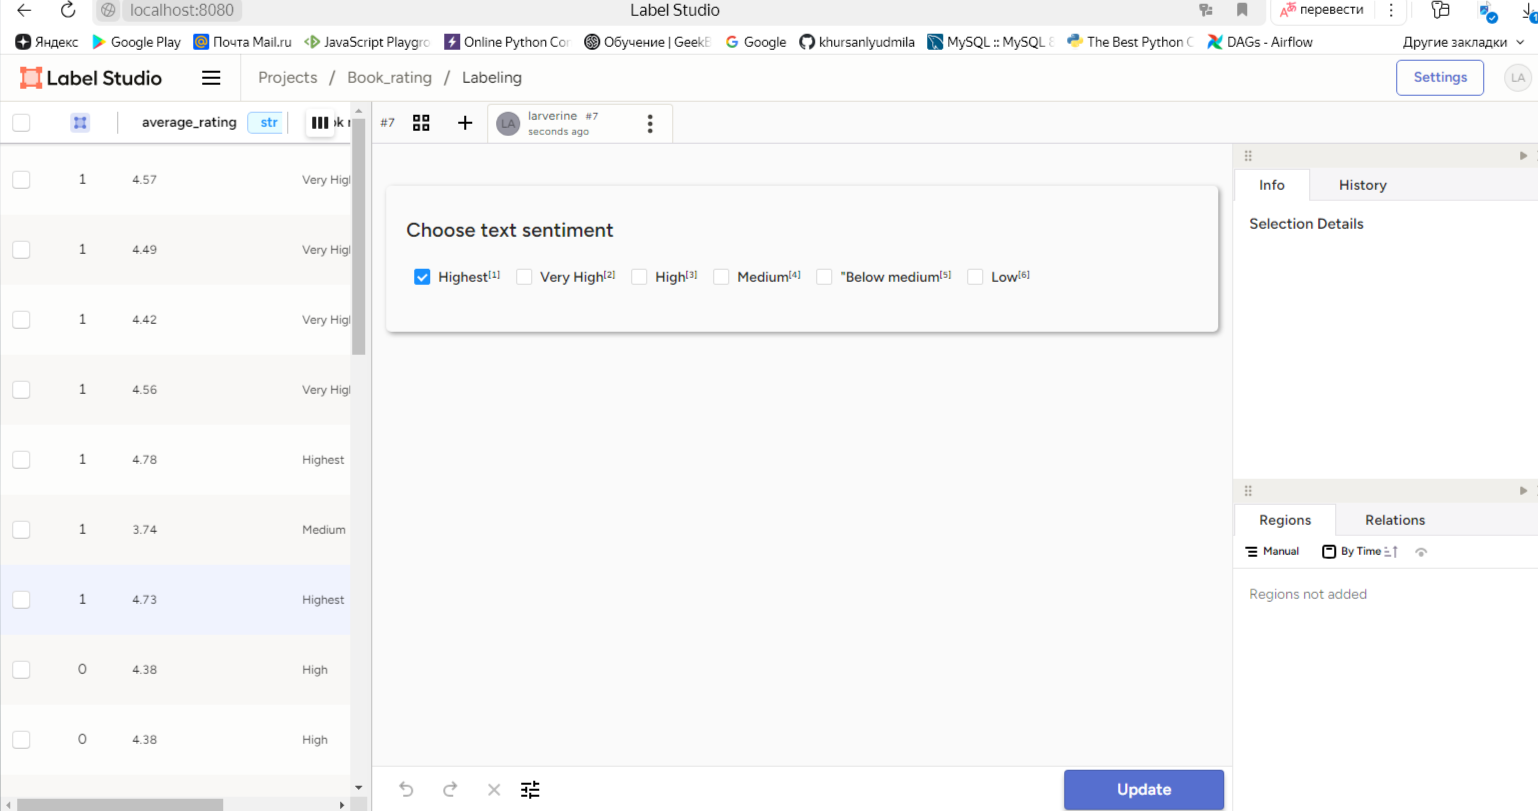 localhost:8080 Label Studio перевести
Яндекс Google Play Почта Mail.ru JavaScript Playgro Online Python Обучение | Geek Google khursanlyudmila MySQL :: MySQL The Best Python DAGs - Airflow Другие закладки
Label Studio Projects / Book_rating / Labeling Settings LA
average_rating str
#7 LA larverine #7
seconds ago
1 4.57 Very High
1 4.49 Very High
1 4.42 Very High
1 4.56 Very High
1 4.78 Highest
1 3.74 Medium
1 4.73 Highest
0 4.38 High
0 4.38 High
Choose text sentiment
Highest[1] Very High[2] High[3] Medium[4] "Below medium[5] Low[6]
Update
Info History
Selection Details
Regions Relations
Manual By Time
Regions not added